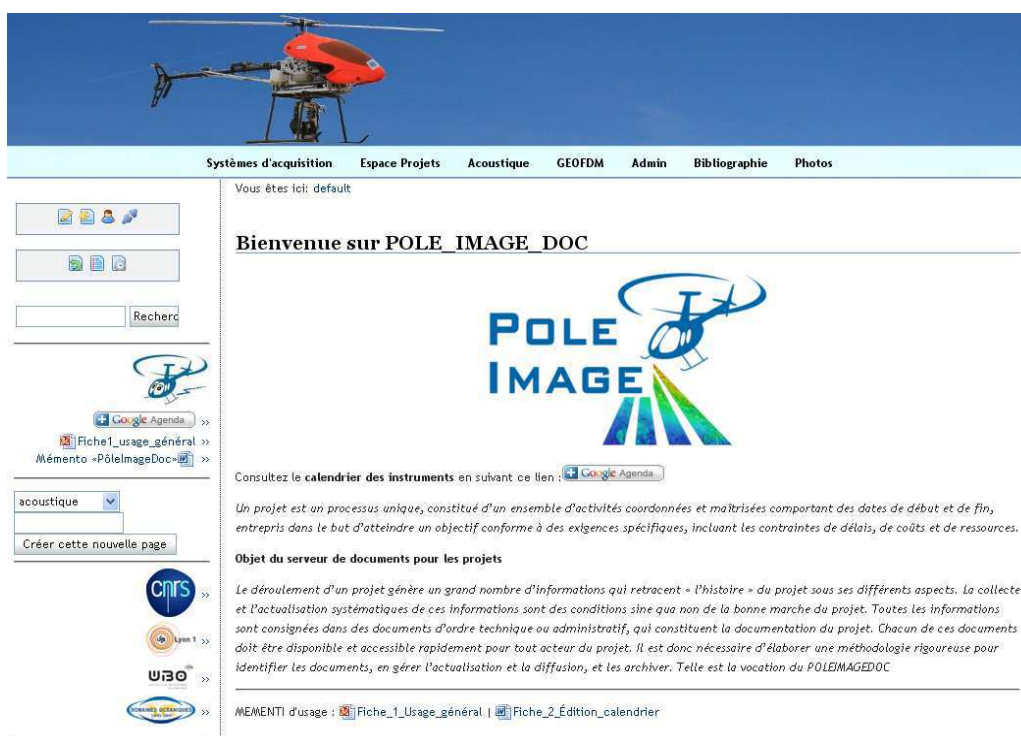 Systèmes d'acquisition Espace Projets Acoustique GEOFDM Admin Bibliographie Photos
Vous êtes ici: default
Recherc
Google Agenda »
Fiche1_usage_général »
Mémento «PôleImageDoc» »
acoustique
Créer cette nouvelle page
cnrs »
Lyon 1 »
UBO »
DOMAINES OCÉANIQUES »
Bienvenue sur POLE_IMAGE_DOC
POLE
IMAGE
Consultez le calendrier des instruments en suivant ce lien : Google Agenda
Un projet est un processus unique, constitué d'un ensemble d'activités coordonnées et maîtrisées comportant des dates de début et de fin,
entrepris dans le but d'atteindre un objectif conforme à des exigences spécifiques, incluant les contraintes de délais, de coûts et de ressources.
Objet du serveur de documents pour les projets
Le déroulement d'un projet génère un grand nombre d'informations qui retracent « l'histoire » du projet sous ses différents aspects. La collecte
et l'actualisation systématiques de ces informations sont des conditions sine qua non de la bonne marche du projet. Toutes les informations
sont consignées dans des documents d'ordre technique ou administratif, qui constituent la documentation du projet. Chacun de ces documents
doit être disponible et accessible rapidement pour tout acteur du projet. Il est donc nécessaire d'élaborer une méthodologie rigoureuse pour
identifier les documents, en gérer l'actualisation et la diffusion, et les archiver. Telle est la vocation du POLEIMAGEDOC
MEMENTI d'usage : Fiche_1_Usage_général | Fiche_2_Édition_calendrier